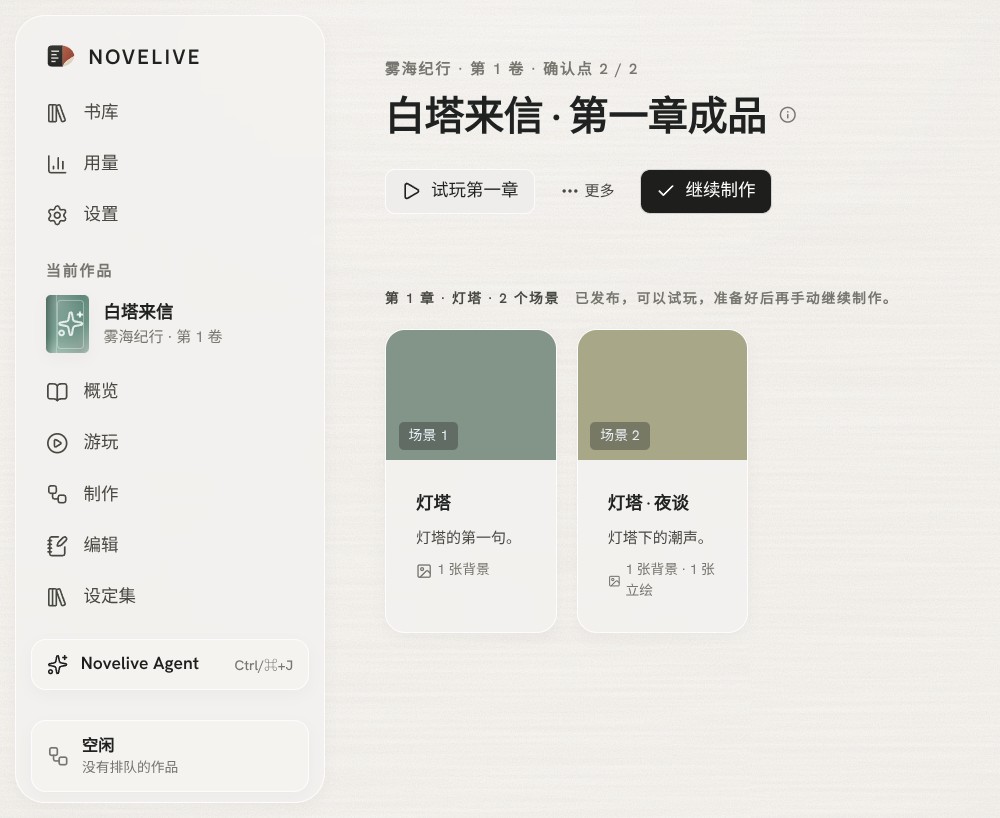 NOVELIVE
书库
用量
设置
当前作品
白塔来信
雾海纪行 · 第 1 卷
概览
游玩
制作
编辑
设定集
Novelive Agent
Ctrl/⌘+J
空闲
没有排队的作品
雾海纪行 · 第 1 卷 · 确认点 2 / 2
白塔来信 · 第一章成品
试玩第一章
更多
继续制作
第 1 章 · 灯塔 · 2 个场景 已发布，可以试玩，准备好后再手动继续制作。
场景 1
灯塔
灯塔的第一句。
1 张背景
场景 2
灯塔 · 夜谈
灯塔下的潮声。
1 张背景 · 1 张
立绘